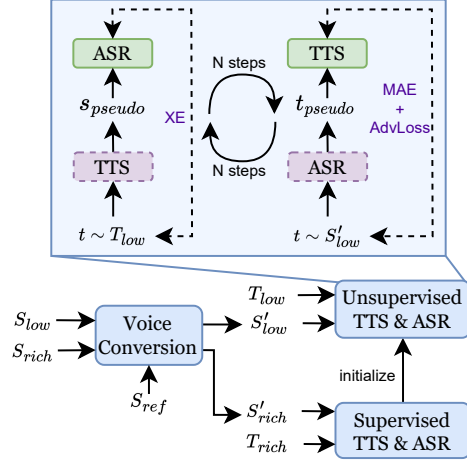 ASR
TTS
N steps
s_pseudo
t_pseudo
XE
MAE
+
AdvLoss
TTS
ASR
N steps
t ~ T_low
t ~ S'_low
T_low
Unsupervised
TTS & ASR
S_low
Voice
Conversion
S'_low
S_rich
initialize
S_ref
S'_rich
Supervised
TTS & ASR
T_rich